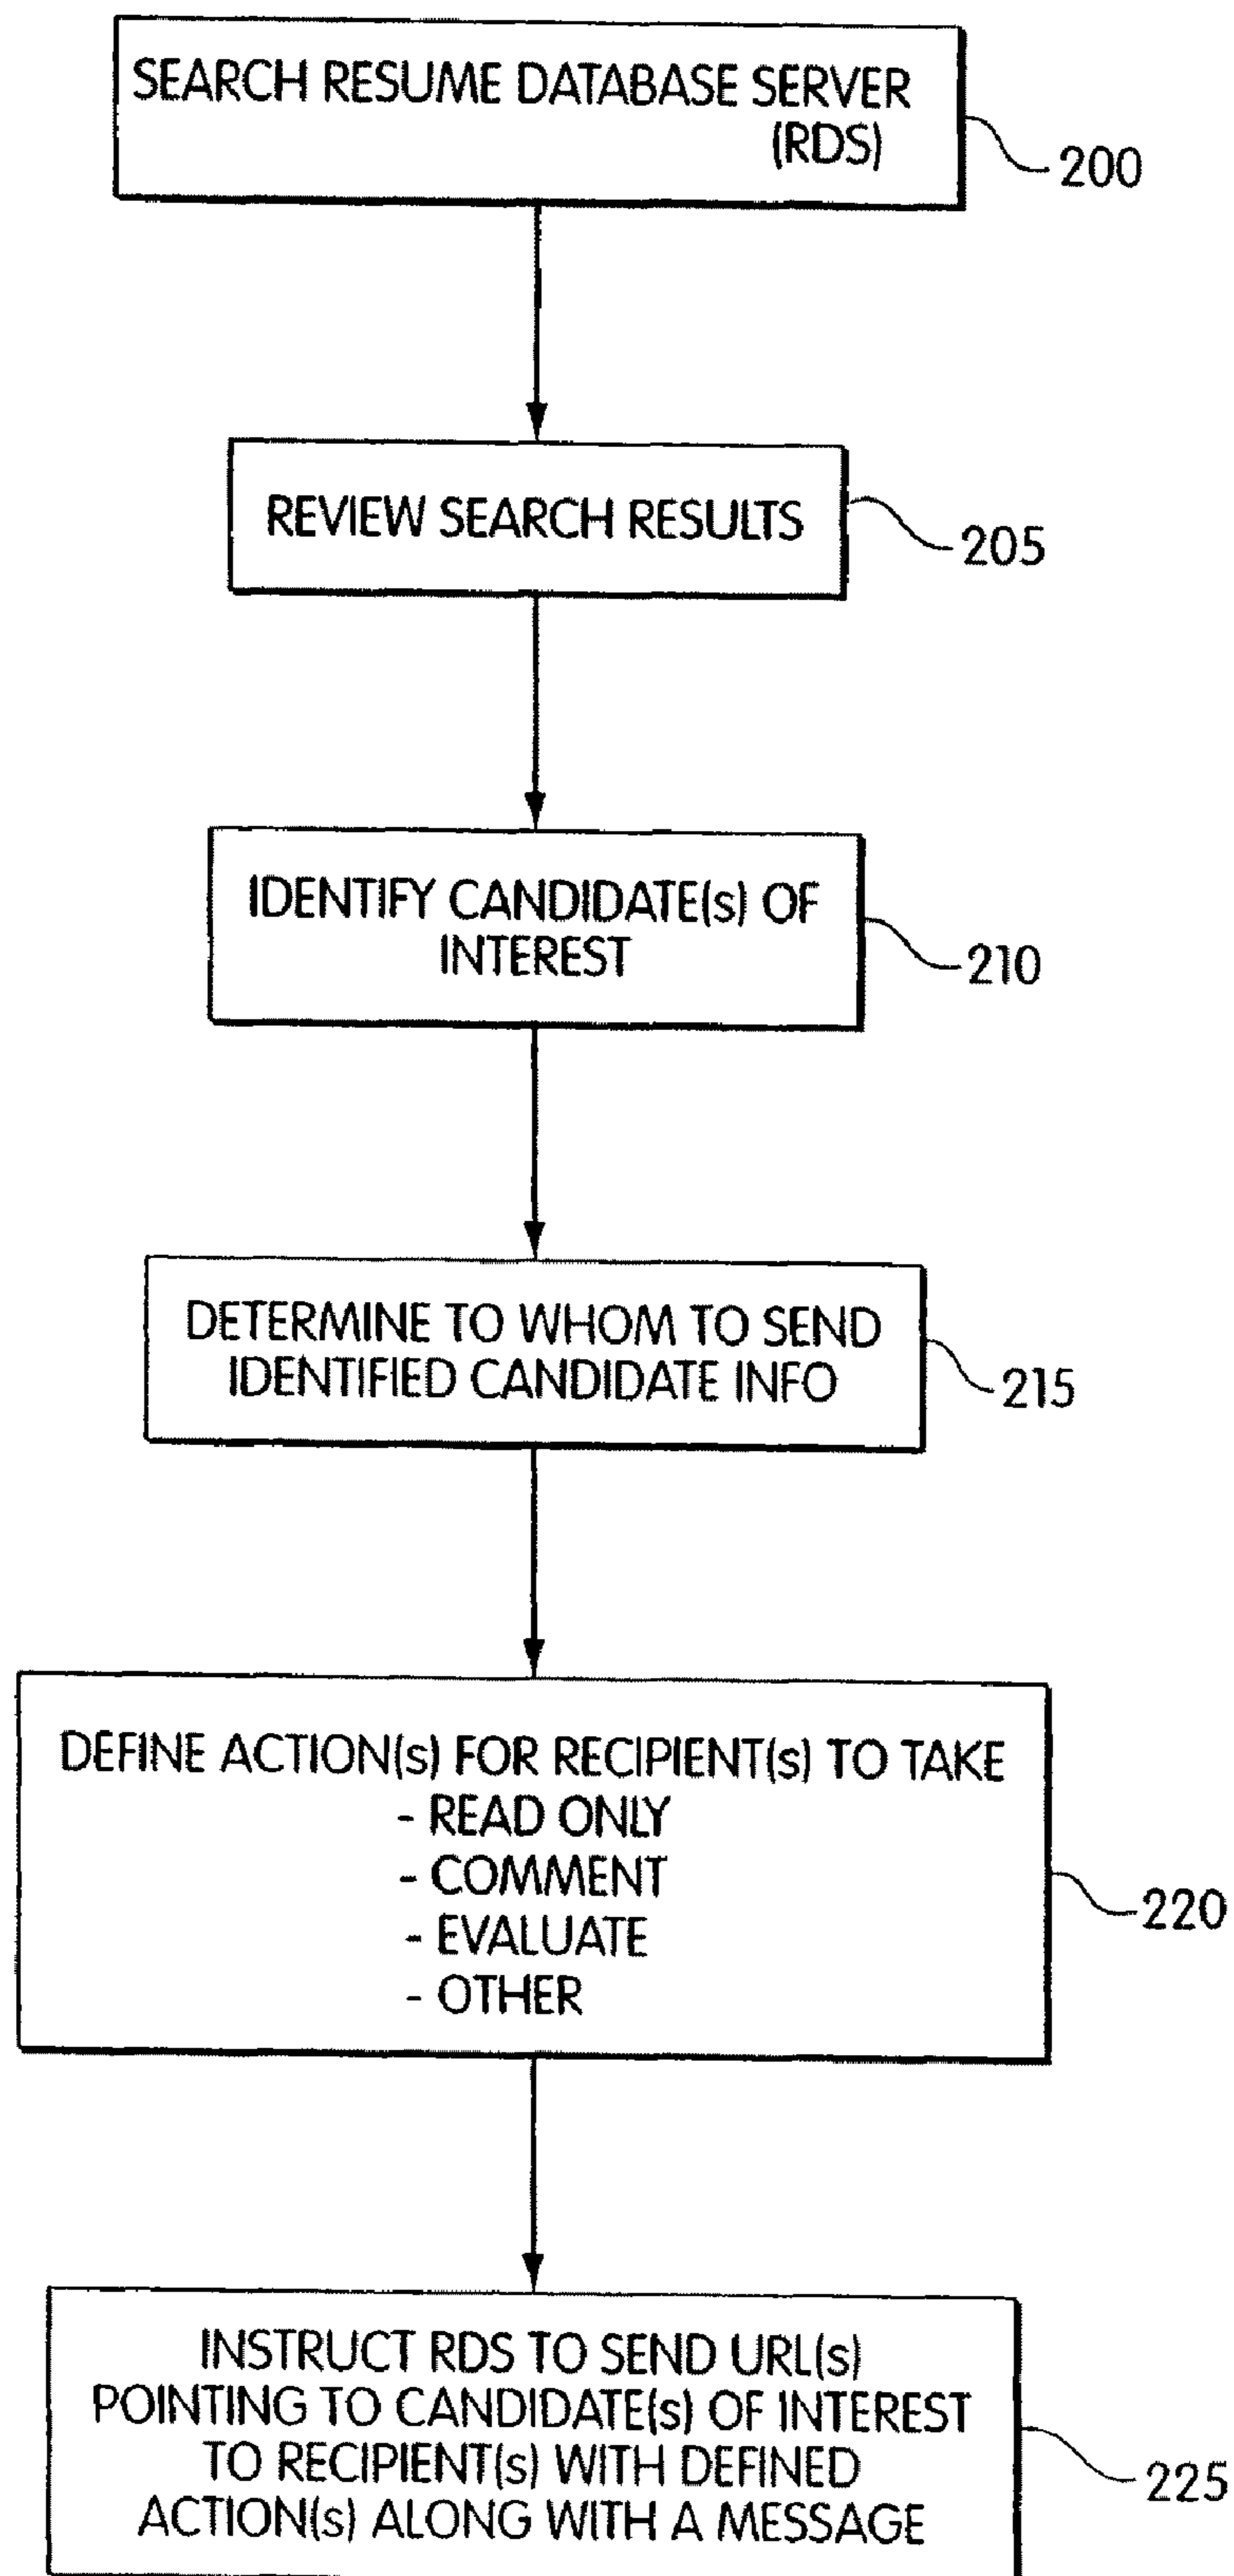 SEARCH RESUME DATABASE SERVER
(RDS)
200
REVIEW SEARCH RESULTS
205
IDENTIFY CANDIDATE(s) OF
INTEREST
210
DETERMINE TO WHOM TO SEND
IDENTIFIED CANDIDATE INFO
215
DEFINE ACTION(s) FOR RECIPIENT(s) TO TAKE
- READ ONLY
- COMMENT
- EVALUATE
- OTHER
220
INSTRUCT RDS TO SEND URL(s)
POINTING TO CANDIDATE(s) OF INTEREST
TO RECIPIENT(s) WITH DEFINED
ACTION(s) ALONG WITH A MESSAGE
225